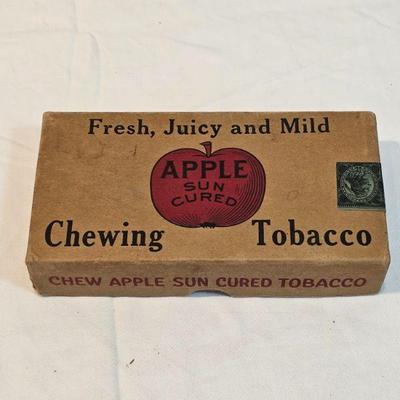 Fresh, Juicy and Mild
APPLE
SUN
CURED
Chewing Tobacco
CHEW APPLE SUN CURED TOBACCO